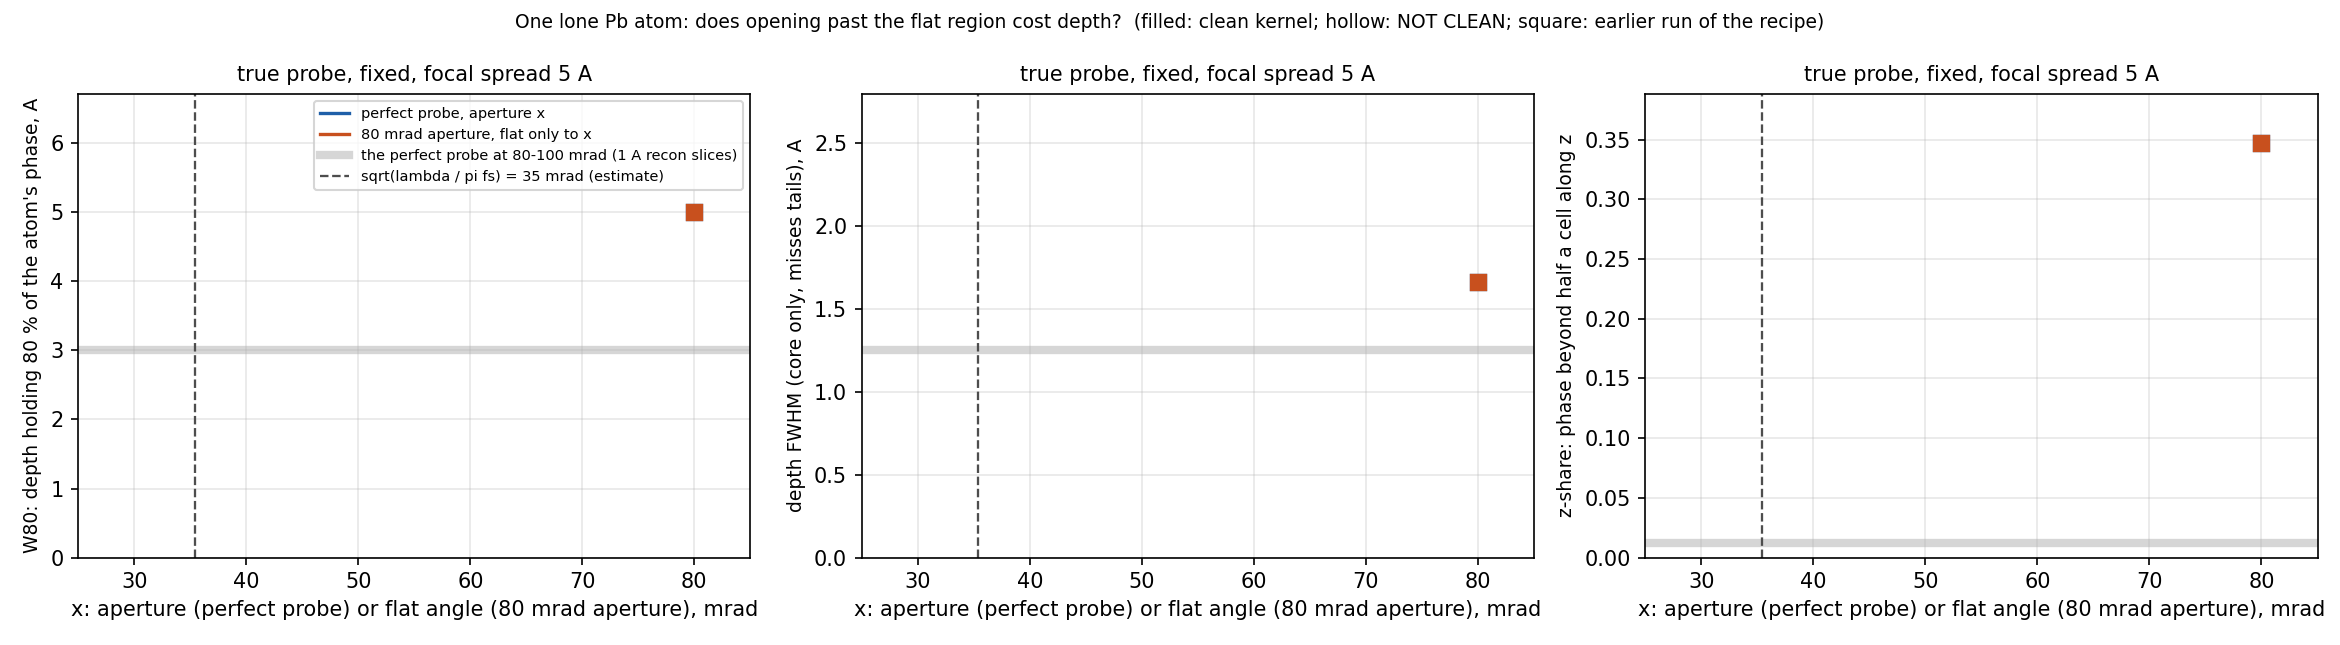 One lone Pb atom: does opening past the flat region cost depth?  (filled: clean kernel; hollow: NOT CLEAN; square: earlier run of the recipe)
true probe, fixed, focal spread 5 A
W80: depth holding 80 % of the atom's phase, A
6
5
4
3
2
1
0
perfect probe, aperture x
80 mrad aperture, flat only to x
the perfect probe at 80-100 mrad (1 A recon slices)
sqrt(lambda / pi fs) = 35 mrad (estimate)
30 40 50 60 70 80
x: aperture (perfect probe) or flat angle (80 mrad aperture), mrad
true probe, fixed, focal spread 5 A
depth FWHM (core only, misses tails), A
2.5
2.0
1.5
1.0
0.5
0.0
30 40 50 60 70 80
x: aperture (perfect probe) or flat angle (80 mrad aperture), mrad
true probe, fixed, focal spread 5 A
z-share: phase beyond half a cell along z
0.35
0.30
0.25
0.20
0.15
0.10
0.05
0.00
30 40 50 60 70 80
x: aperture (perfect probe) or flat angle (80 mrad aperture), mrad